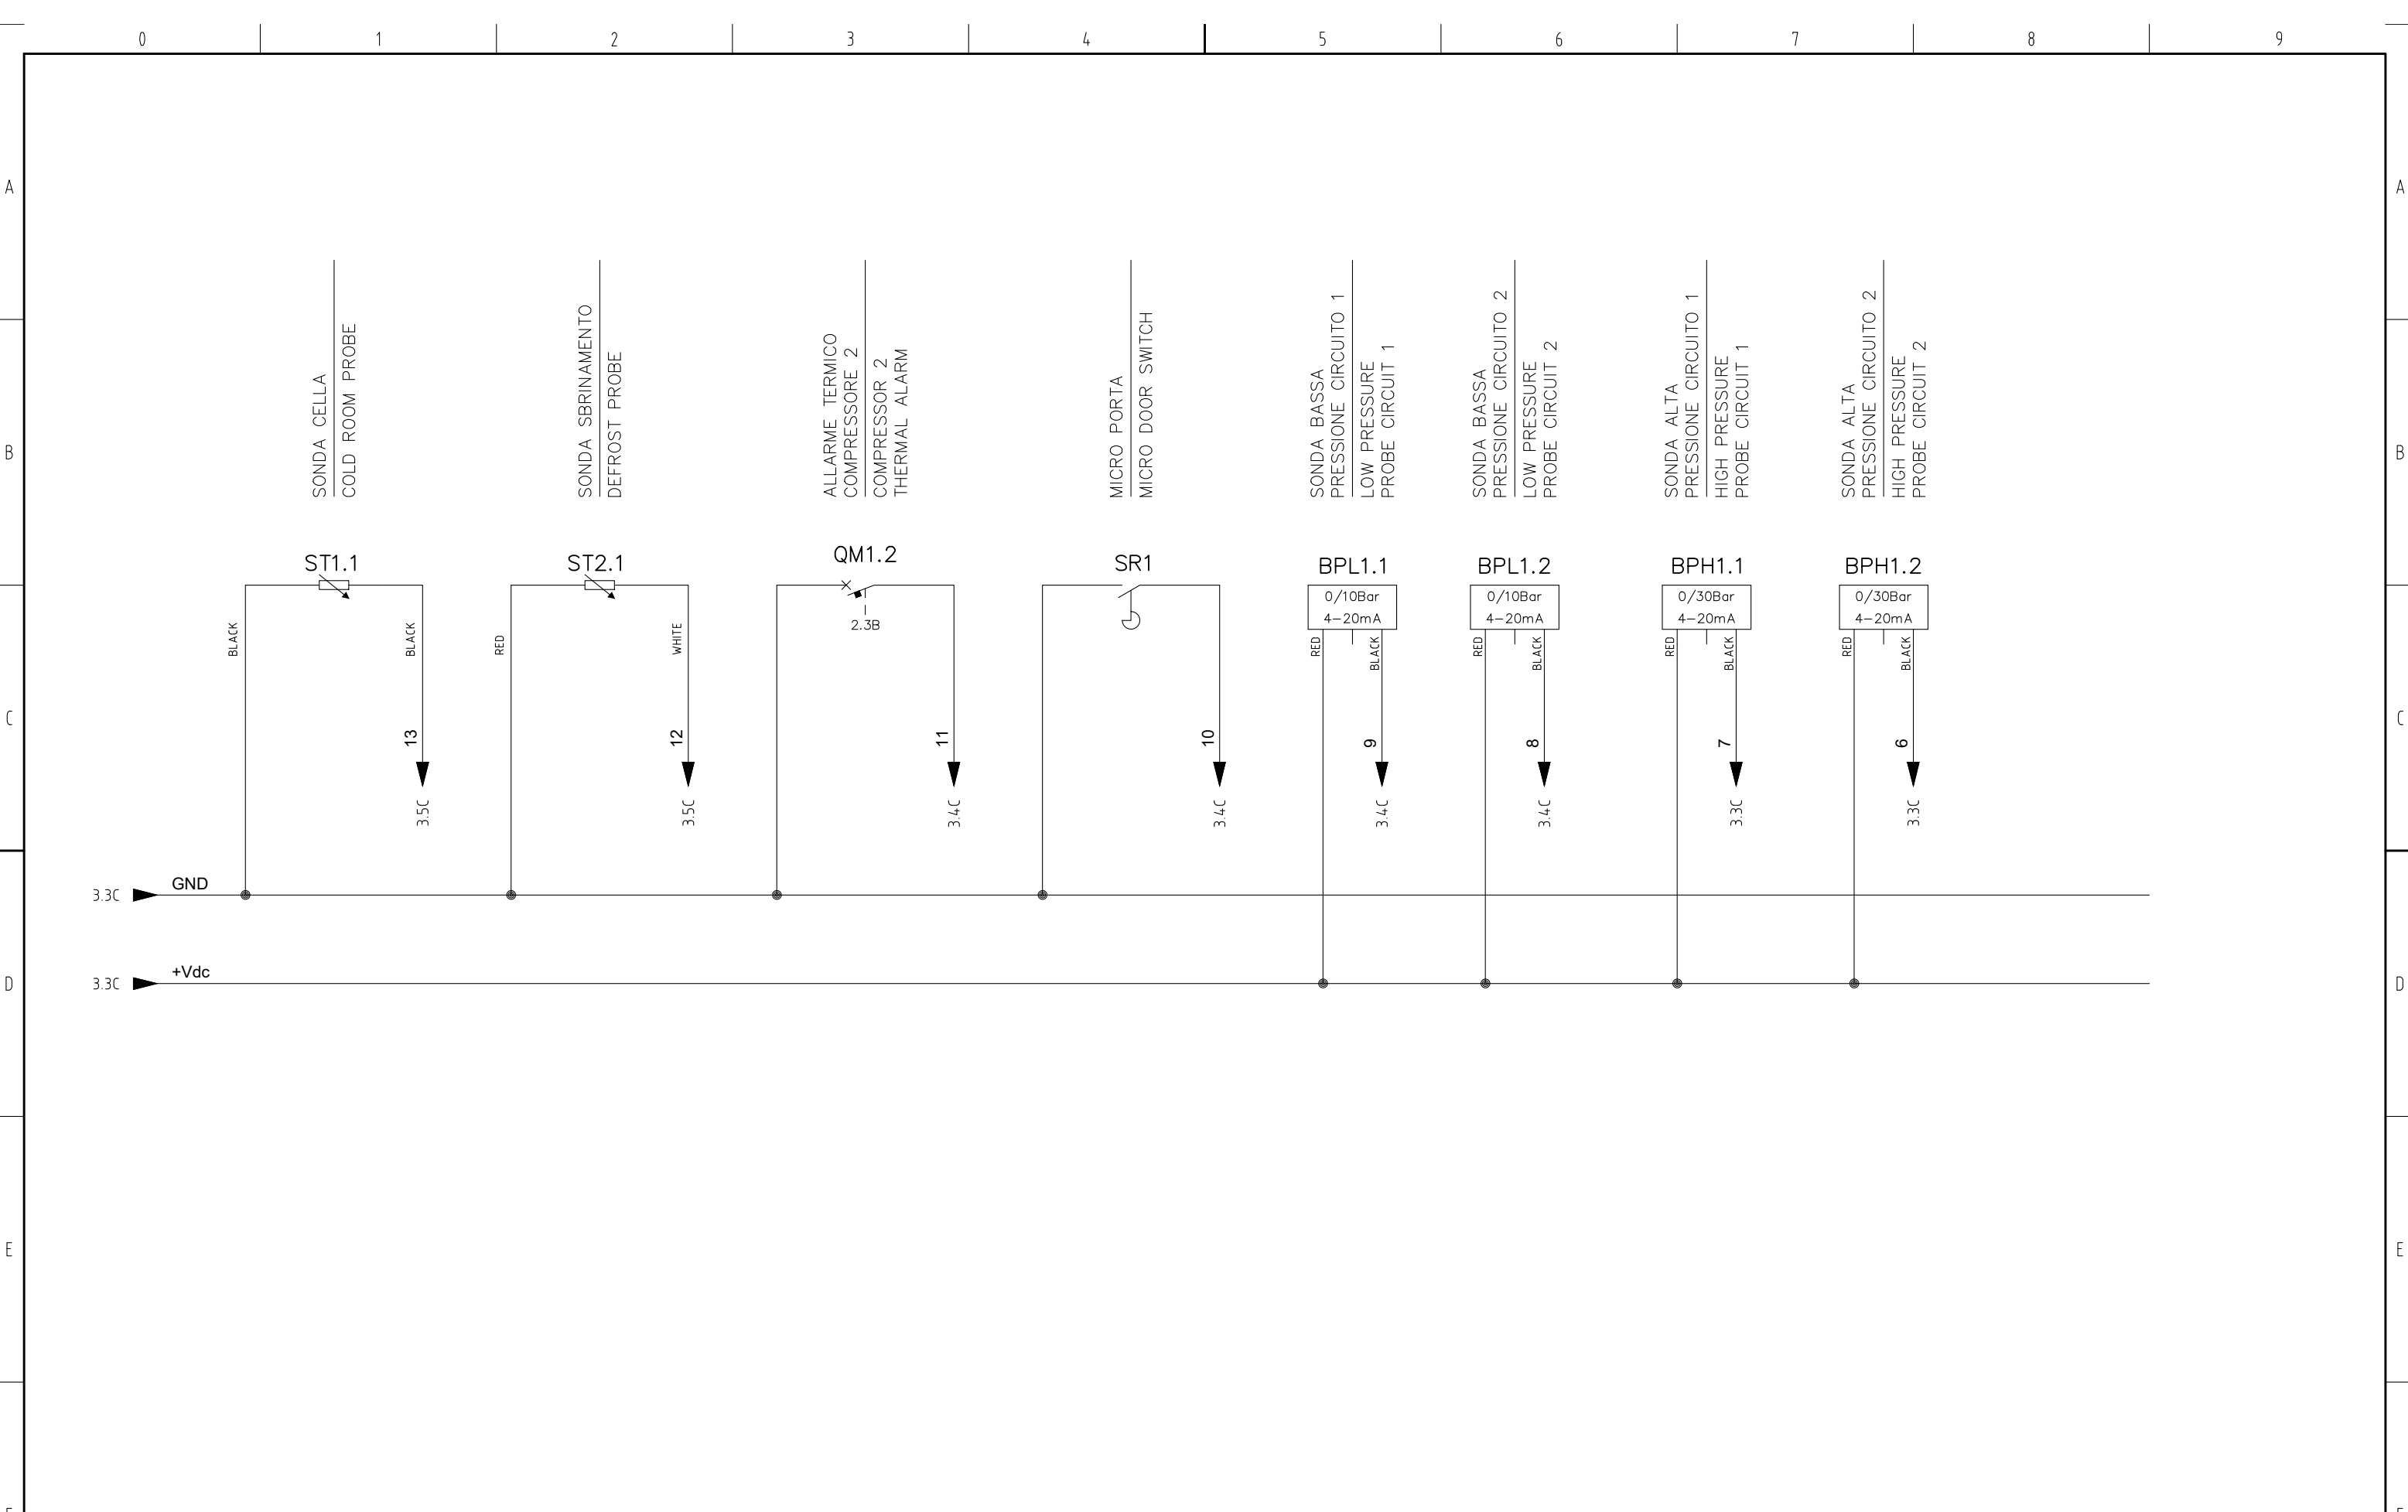 0 1 2 3 4 5 6 7 8 9
A
A
SONDA CELLA
COLD ROOM PROBE
SONDA SBRINAMENTO
DEFROST PROBE
ALLARME TERMICO
COMPRESSORE 2
COMPRESSOR 2
THERMAL ALARM
MICRO PORTA
MICRO DOOR SWITCH
SONDA BASSA
PRESSIONE CIRCUITO 1
LOW PRESSURE
PROBE CIRCUIT 1
SONDA BASSA
PRESSIONE CIRCUITO 2
LOW PRESSURE
PROBE CIRCUIT 2
SONDA ALTA
PRESSIONE CIRCUITO 1
HIGH PRESSURE
PROBE CIRCUIT 1
SONDA ALTA
PRESSIONE CIRCUITO 2
HIGH PRESSURE
PROBE CIRCUIT 2
B
B
ST1.1
ST2.1
QM1.2
SR1
BPL1.1
BPL1.2
BPH1.1
BPH1.2
2.3B
0/10Bar
4-20mA
0/10Bar
4-20mA
0/30Bar
4-20mA
0/30Bar
4-20mA
BLACK
BLACK
RED
WHITE
RED
BLACK
RED
BLACK
RED
BLACK
RED
BLACK
C
C
13
12
11
10
9
8
7
6
3.5C
3.5C
3.4C
3.4C
3.4C
3.4C
3.3C
3.3C
3.3C
GND
3.3C
+Vdc
D
D
E
E